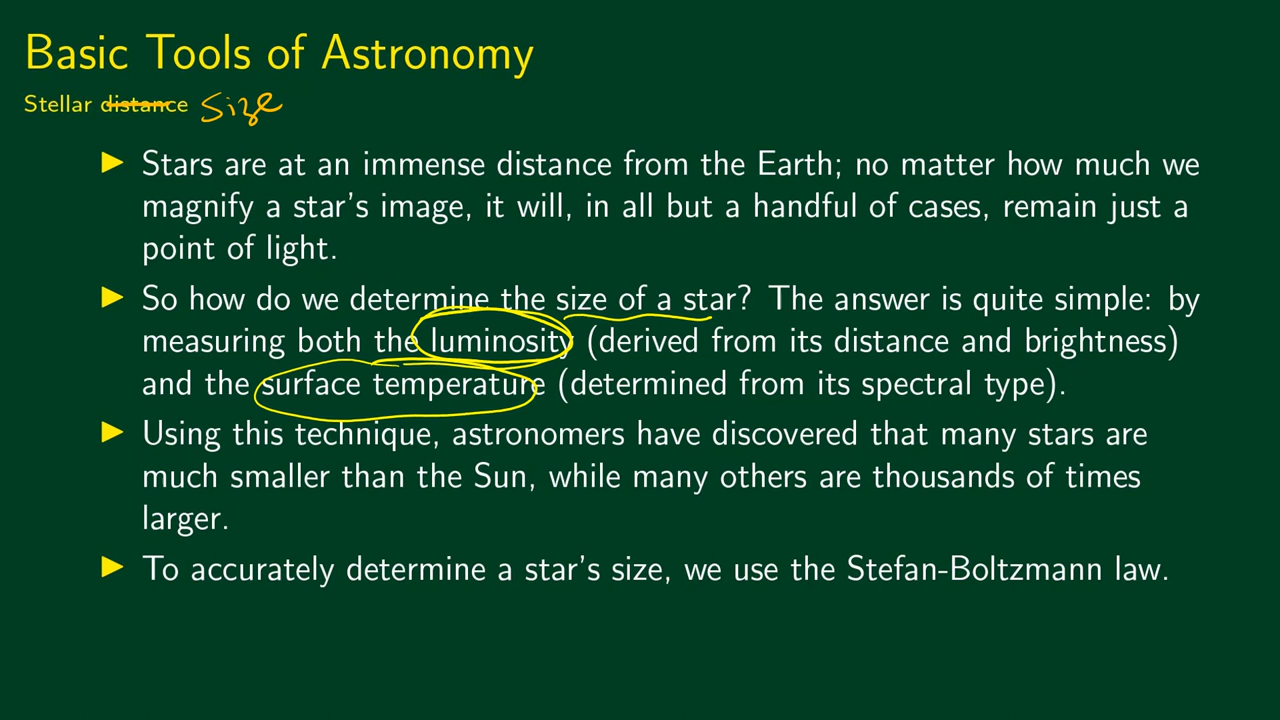 Basic Tools of Astronomy
Stellar distance size
Stars are at an immense distance from the Earth; no matter how much we
magnify a star's image, it will, in all but a handful of cases, remain just a
point of light.
So how do we determine the size of a star? The answer is quite simple: by
measuring both the luminosity (derived from its distance and brightness)
and the surface temperature (determined from its spectral type).
Using this technique, astronomers have discovered that many stars are
much smaller than the Sun, while many others are thousands of times
larger.
To accurately determine a star's size, we use the Stefan-Boltzmann law.